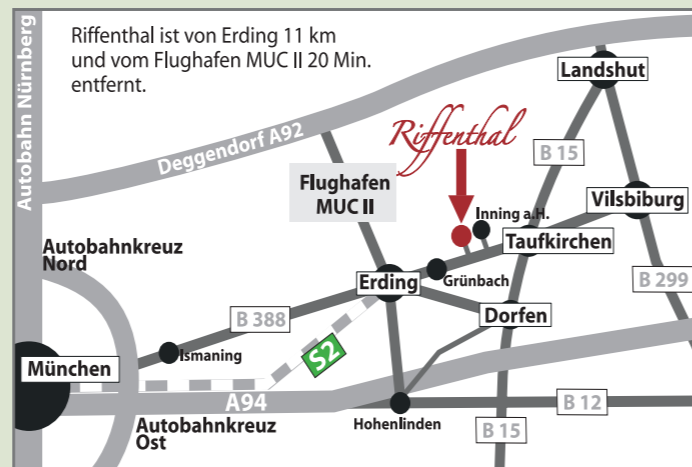 Riffenthal ist von Erding 11 km
und vom Flughafen MUC II 20 Min.
entfernt.
Autobahn Nürnberg
Deggendorf A92
Riffenthal
Landshut
B 15
Flughafen
MUC II
Vilsbiburg
Inning a.H.
Taufkirchen
Autobahnkreuz
Nord
Grünbach
Erding
B 299
B 388
Dorfen
Ismaning
S2
München
A94
Autobahnkreuz
Ost
Hohenlinden
B 12
B 15